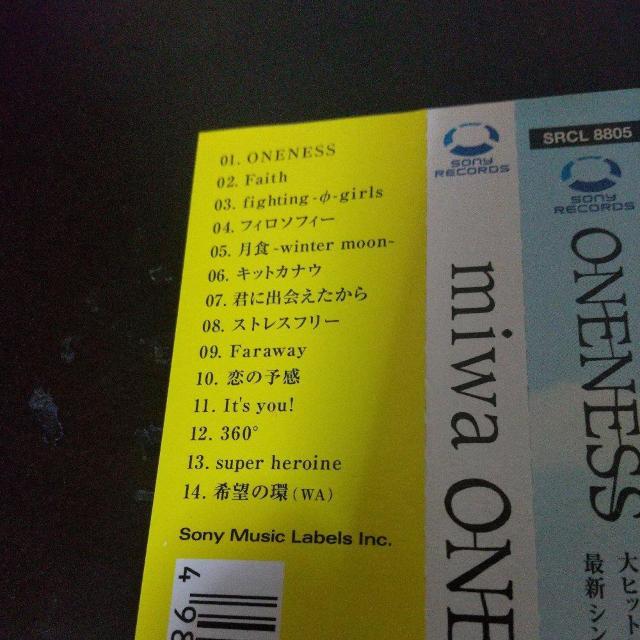 01. ONENESS
02. Faith
03. fighting-φ-girls
04. フィロソフィー
05. 月食-winter moon-
06. キットカナウ
07. 君に出会えたから
08. ストレスフリー
09. Faraway
10. 恋の予感
11. It's you!
12. 360°
13. super heroine
14. 希望の環(WA)
Sony Music Labels Inc.
4 98
SONY
RECORDS
miwa ONE
SRCL 8805
SONY
RECORDS
ONENESS
大ヒット
最新シン